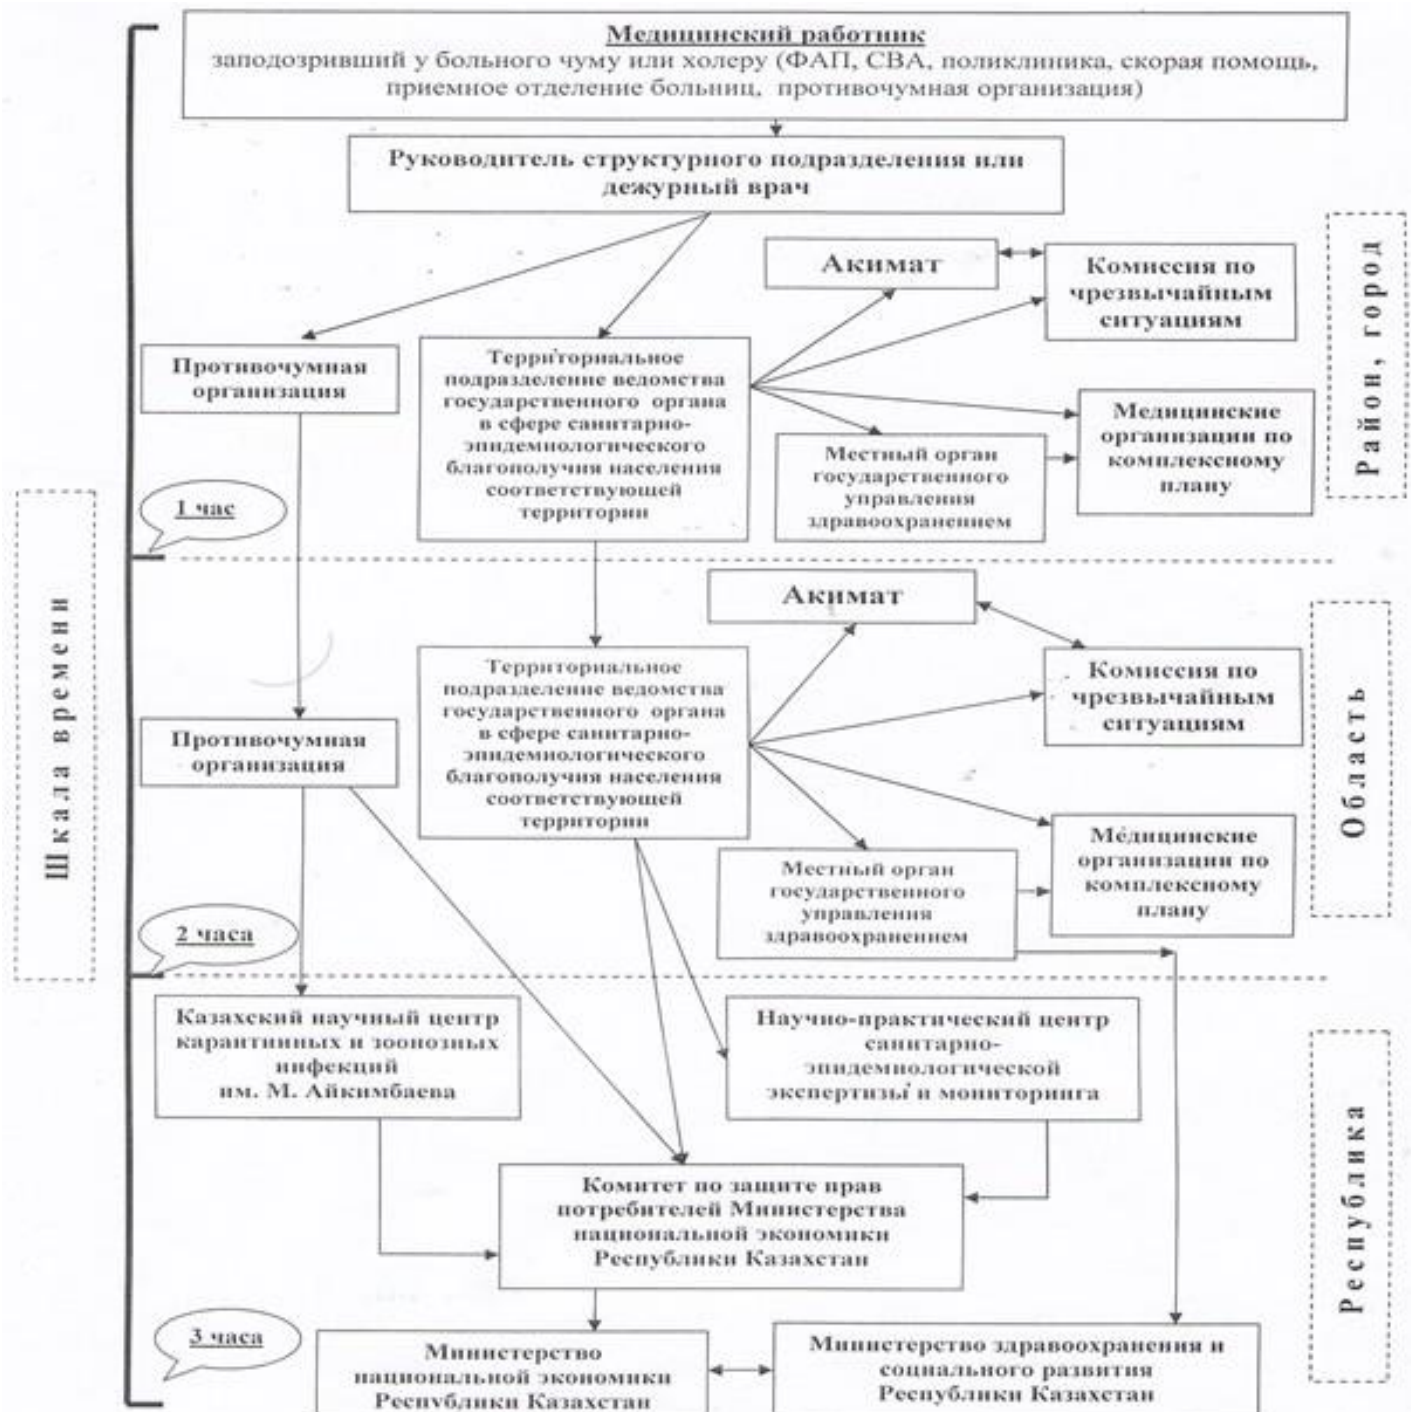 Медицинский работник
заподозривший у больного чуму или холеру (ФАП, СВА, поликлиника, скорая помощь,
приемное отделение больниц, противочумная организация)
Руководитель структурного подразделения или
дежурный врач
Акимат
Комиссия по
чрезвычайным
ситуациям
Район, город
Противочумная
организация
Территориальное
подразделение ведомства
государственного органа
в сфере санитарно-
эпидемиологического
благополучия населения
соответствующей
территории
Медицинские
организации по
комплексному
плану
Местный орган
государственного
управления
здравоохранением
1 час
Шкала времени
Акимат
Территориальное
подразделение ведомства
государственного органа
в сфере санитарно-
эпидемиологического
благополучия населения
соответствующей
территории
Комиссия по
чрезвычайным
ситуациям
Область
Противочумная
организация
Медицинские
организации по
комплексному
плану
Местный орган
государственного
управления
здравоохранением
2 часа
Казахский научный центр
карантинных и зоонозных
инфекций
им. М. Айкимбаева
Научно-практический центр
санитарно-
эпидемиологической
экспертизы и мониторинга
Республика
Комитет по защите прав
потребителей Министерства
национальной экономики
Республики Казахстан
3 часа
Министерство
национальной экономики
Республики Казахстан
Министерство здравоохранения и
социального развития
Республики Казахстан